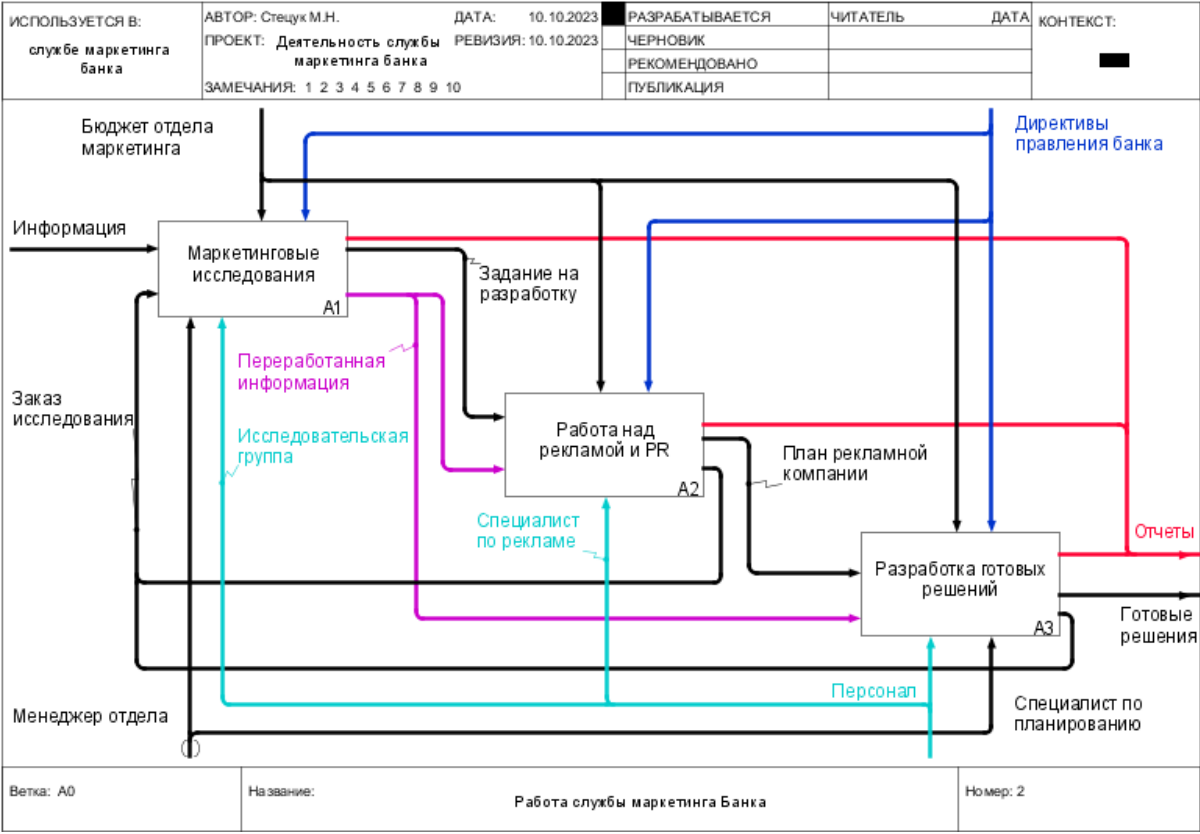 ИСПОЛЬЗУЕТСЯ В:
службе маркетинга
банка
АВТОР: Стецук М.Н.
ДАТА: 10.10.2023
ПРОЕКТ: Деятельность службы
маркетинга банка
РЕВИЗИЯ: 10.10.2023
ЗАМЕЧАНИЯ: 1 2 3 4 5 6 7 8 9 10
РАЗРАБАТЫВАЕТСЯ
ЧЕРНОВИК
РЕКОМЕНДОВАНО
ПУБЛИКАЦИЯ
ЧИТАТЕЛЬ
ДАТА
КОНТЕКСТ:
Бюджет отдела
маркетинга
Директивы
правления банка
Информация
Маркетинговые
исследования
A1
Задание на
разработку
Переработанная
информация
Заказ
исследования
Исследовательская
группа
Работа над
рекламой и PR
A2
План рекламной
компании
Специалист
по рекламе
Отчеты
Разработка готовых
решений
A3
Готовые
решения
Персонал
Менеджер отдела
Специалист по
планированию
Ветка: A0
Название:
Работа службы маркетинга Банка
Номер: 2